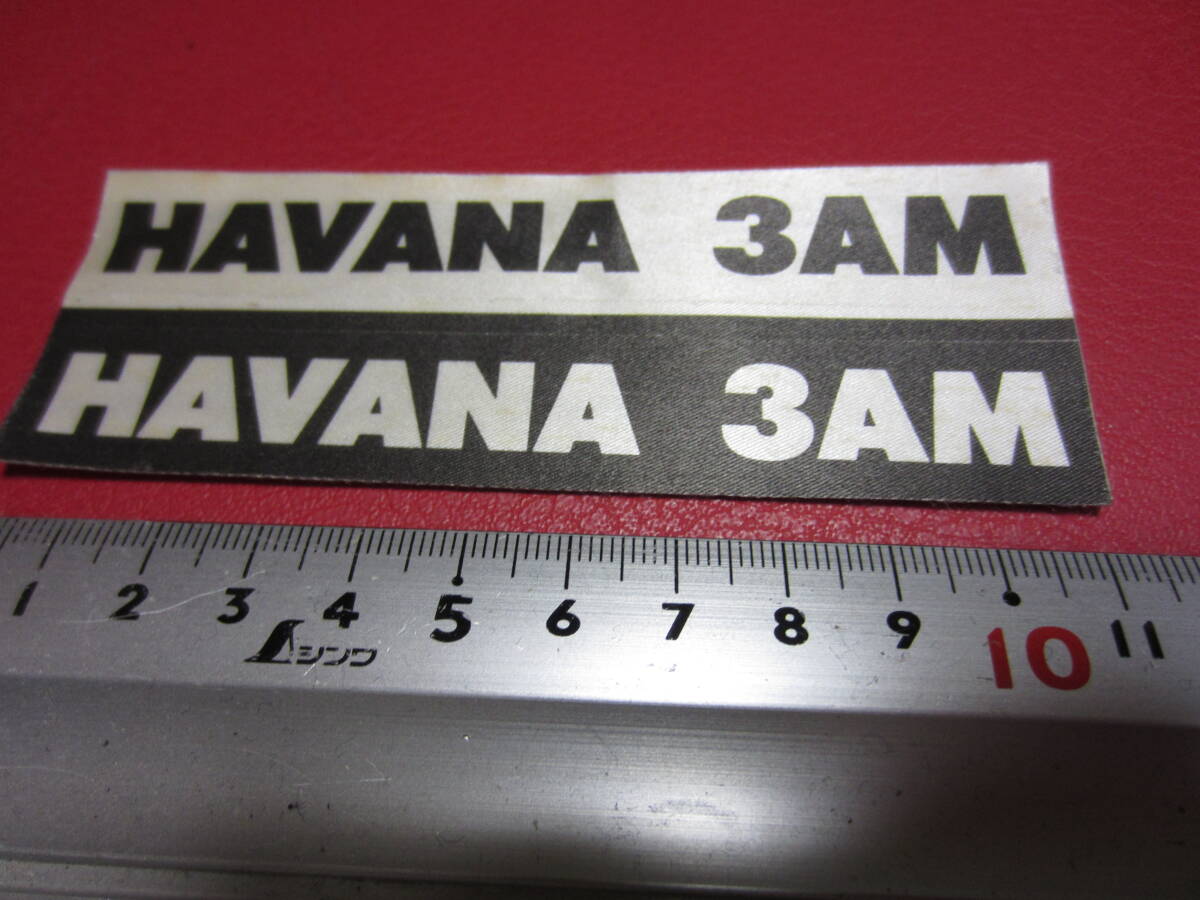 HAVANA 3AM
HAVANA 3AM
1 2 3 4 5 6 7 8 9 10 11
シンワ